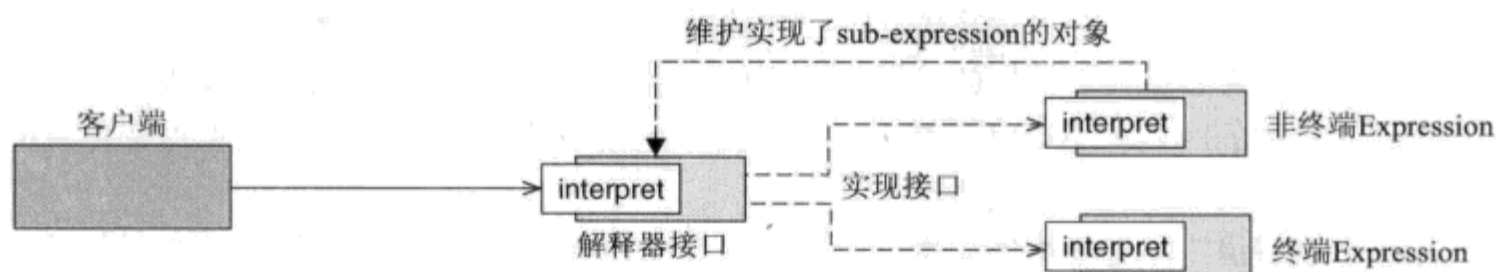 维护实现了sub-expression的对象
客户端
interpret
非终端Expression
interpret
实现接口
解释器接口
interpret
终端Expression